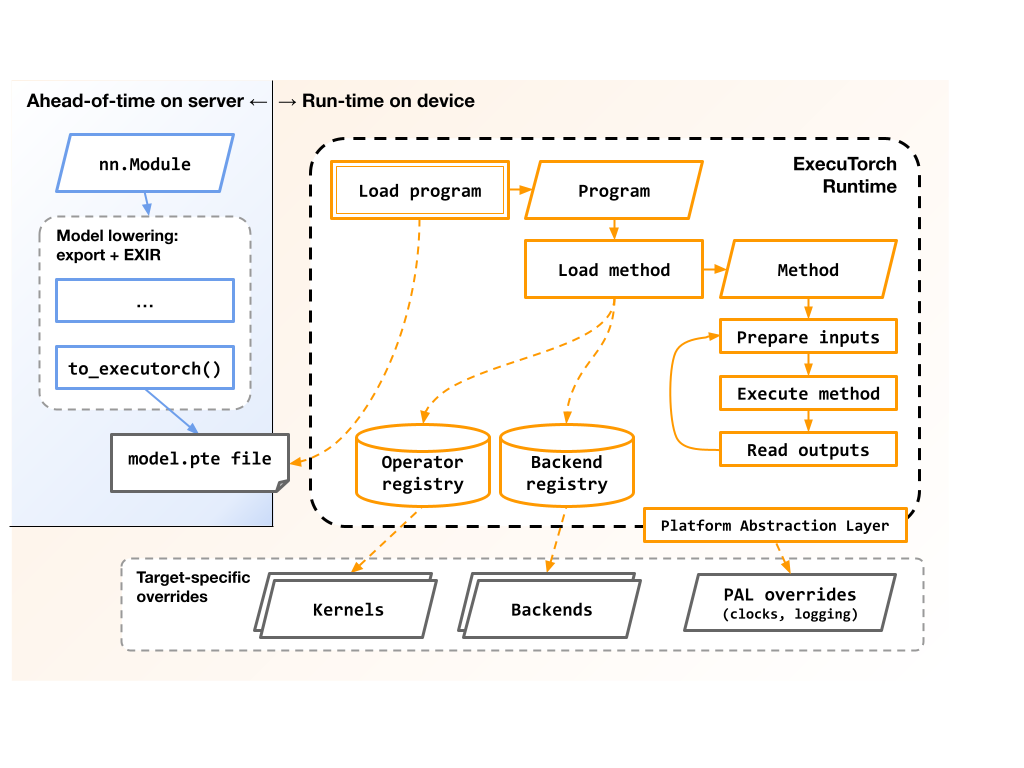 Ahead-of-time on server ←
→ Run-time on device
nn.Module
Model lowering:
export + EXIR
...
to_executorch()
model.pte file
ExecuTorch
Runtime
Load program
Program
Load method
Method
Prepare inputs
Execute method
Read outputs
Operator
registry
Backend
registry
Platform Abstraction Layer
Target-specific
overrides
Kernels
Backends
PAL overrides
(clocks, logging)